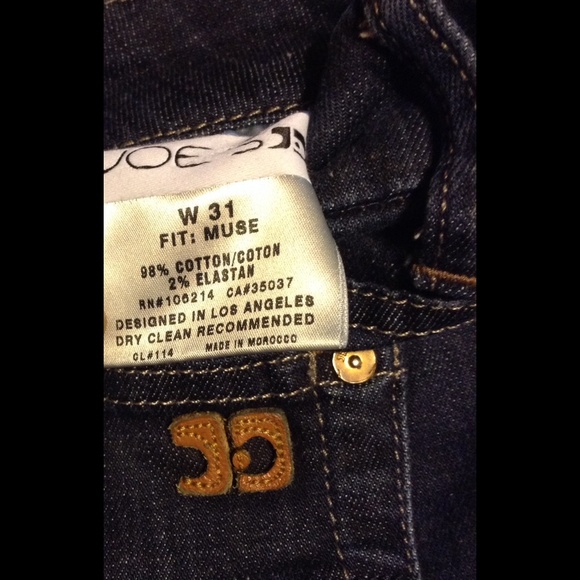 JOE'S
W 31
FIT: MUSE
98% COTTON/COTON
2% ELASTAN
RN#106214 CA#35037
DESIGNED IN LOS ANGELES
DRY CLEAN RECOMMENDED
CL#114 MADE IN MOROCCO